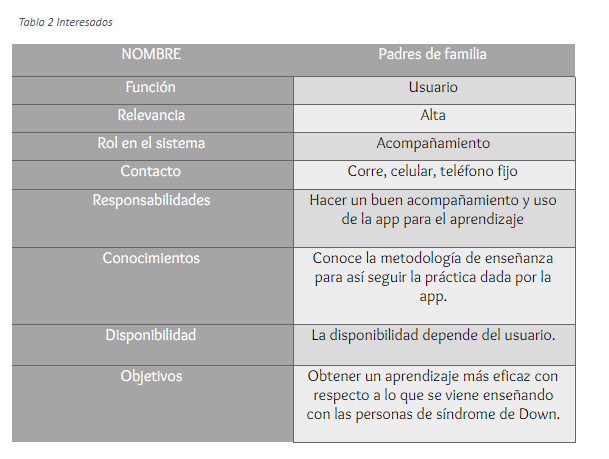 Tabla 2 Interesados
NOMBRE Padres de familia
Función Usuario
Relevancia Alta
Rol en el sistema Acompañamiento
Contacto Corre, celular, teléfono fijo
Responsabilidades Hacer un buen acompañamiento y uso
de la app para el aprendizaje
Conocimientos Conoce la metodología de enseñanza
para así seguir la práctica dada por la
app.
Disponibilidad La disponibilidad depende del usuario.
Objetivos Obtener un aprendizaje más eficaz con
respecto a lo que se viene enseñando
con las personas de síndrome de Down.